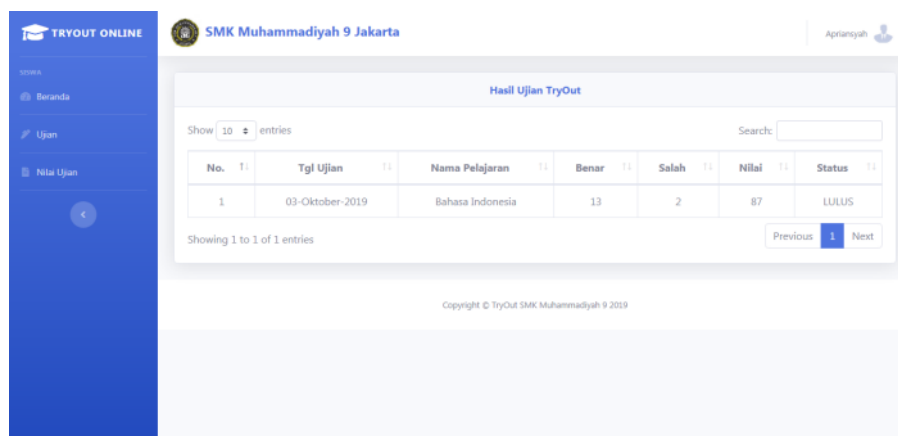 TRYOUT ONLINE
SISWA
Beranda
Ujian
Nilai Ujian
SMK Muhammadiyah 9 Jakarta
Apriansyah
Hasil Ujian TryOut
Show 10 entries
Search:
No. Tgl Ujian Nama Pelajaran Benar Salah Nilai Status
1 03-Oktober-2019 Bahasa Indonesia 13 2 87 LULUS
Showing 1 to 1 of 1 entries
Previous 1 Next
Copyright © TryOut SMK Muhammadiyah 9 2019